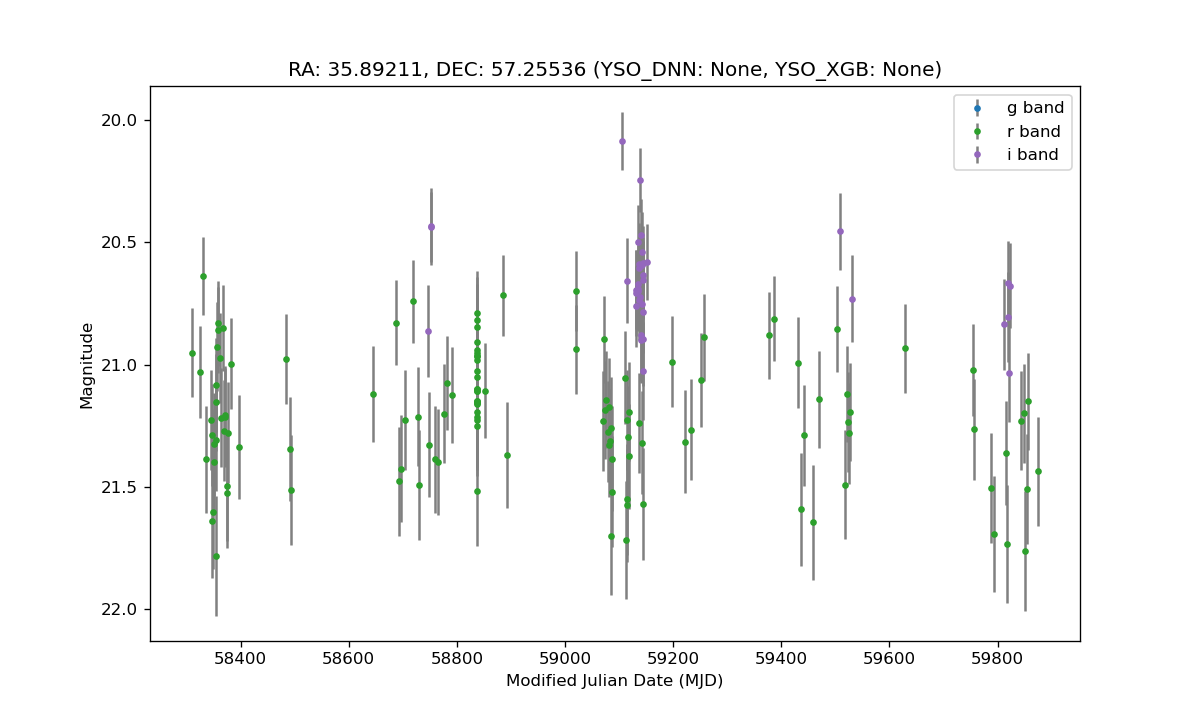 RA: 35.89211, DEC: 57.25536 (YSO_DNN: None, YSO_XGB: None)
g band
r band
i band
20.0
20.5
21.0
21.5
22.0
Magnitude
58400 58600 58800 59000 59200 59400 59600 59800
Modified Julian Date (MJD)